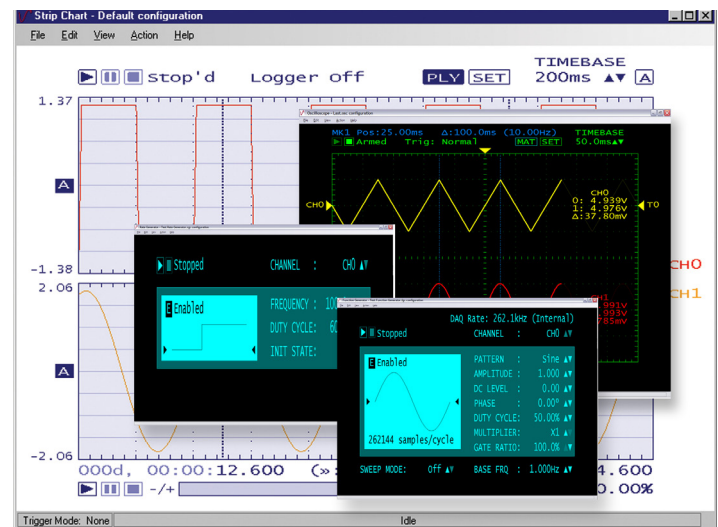 Strip Chart - Default configuration
File Edit View Action Help
Stop'd Logger Off PLY SET
TIMEBASE
200ms A
1.37
A
-1.38
2.06
A
-2.06
CH0
CH1
Oscilloscope - Last.osc configuration
MK1 Pos:25.00ms Δ:100.0ms (10.00Hz) TIMEBASE
Armed Trig: Normal MAT SET 50.0ms
CH0
CH0
0: 4.939V
1: 4.976V
Δ:37.80mV
T0
Stopped CHANNEL : CH0
E Enabled
FREQUENCY :
DUTY CYCLE:
INIT STATE:
DAQ Rate: 262.1kHz (Internal)
Stopped CHANNEL : CH0
E Enabled
PATTERN : Sine
AMPLITUDE : 1.000
DC LEVEL : 0.00
PHASE : 0.00°
DUTY CYCLE: 50.00%
MULTIPLIER: X1
GATE RATIO: 100.0%
262144 samples/cycle
SWEEP MODE: Off BASE FRQ : 1.000Hz
000d, 00:00:12.600
4.600
-/+
0.00%
Trigger Mode: None Idle